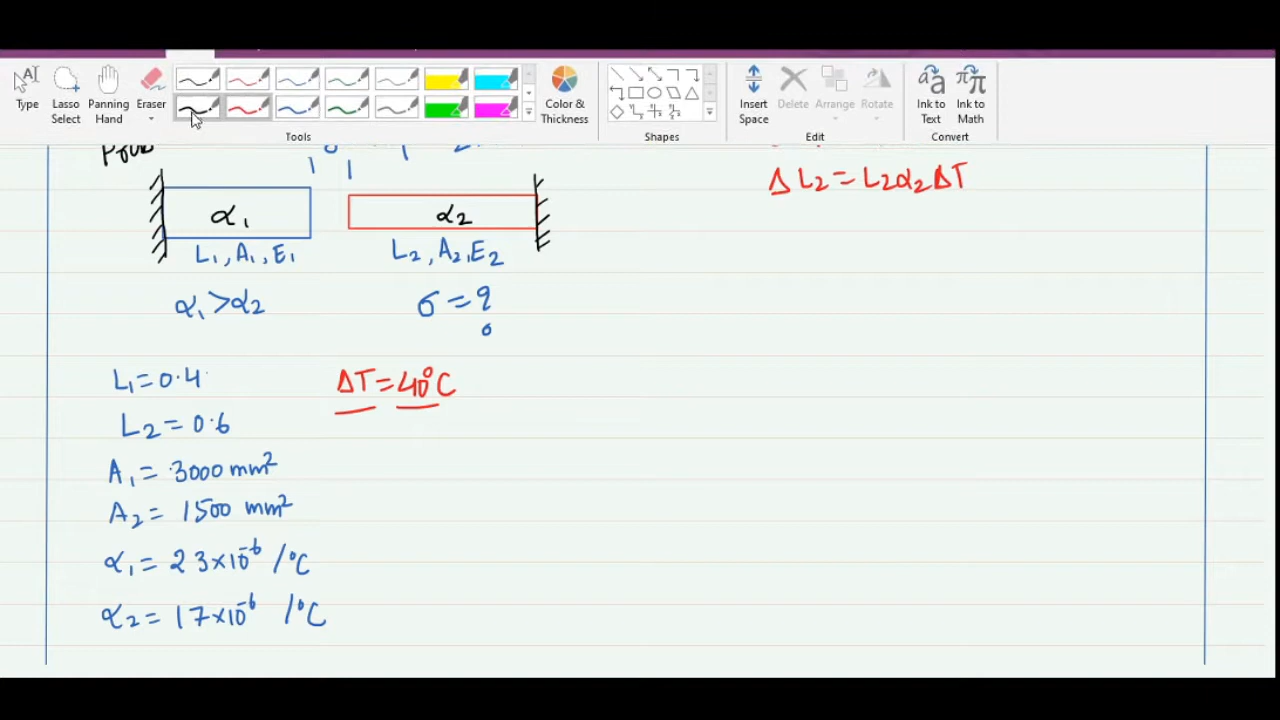 Type
Lasso Select
Panning Hand
Eraser
Color & Thickness
Insert Space
Delete
Arrange
Rotate
Ink to Text
Ink to Math
Tools
Shapes
Edit
Convert
Δ L₂ = L₂α₂ΔT
α₁
α₂
L₁, A₁, E₁
L₂, A₂, E₂
α₁ > α₂
σ = ?
L₁ = 0.4
ΔT = 40°C
L₂ = 0.6
A₁ = 3000 mm²
A₂ = 1500 mm²
α₁ = 23×10⁻⁶ /°C
α₂ = 17×10⁻⁶ /°C